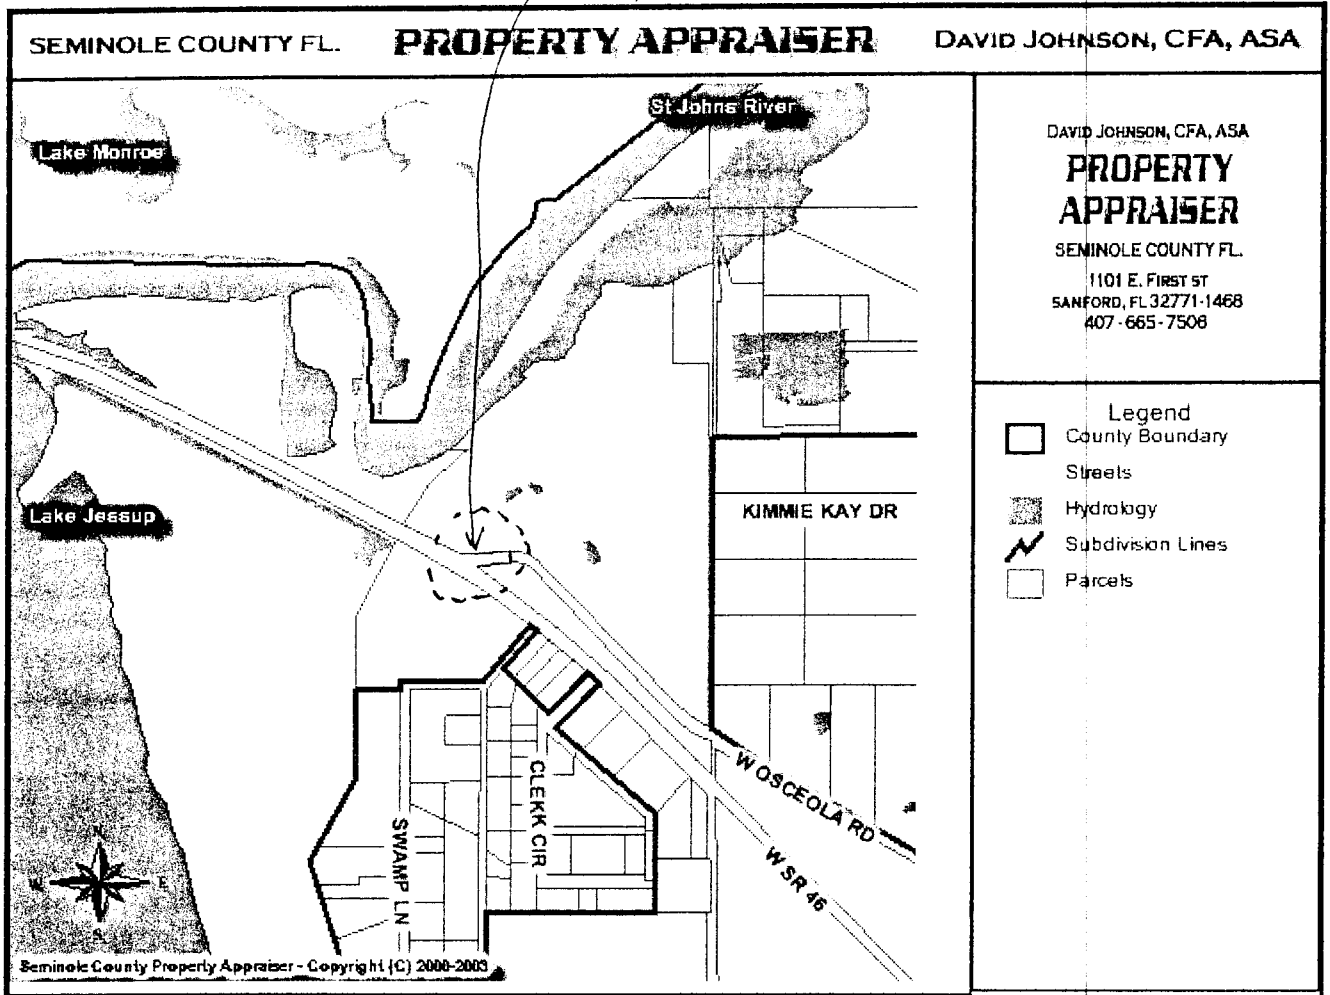 SEMINOLE COUNTY FL. PROPERTY APPRAISER DAVID JOHNSON, CFA, ASA
St Johns River
Lake Monroe
Lake Jessup
KIMMIE KAY DR
W OSCEOLA RD
W SR 46
CLEKK CIR
SWAMP LN
N
W E
S
Seminole County Property Appraiser - Copyright (C) 2000-2003
DAVID JOHNSON, CFA, ASA
PROPERTY
APPRAISER
SEMINOLE COUNTY FL.
1101 E. FIRST ST
SANFORD, FL 32771-1468
407-665-7506
Legend
County Boundary
Streets
Hydrology
Subdivision Lines
Parcels